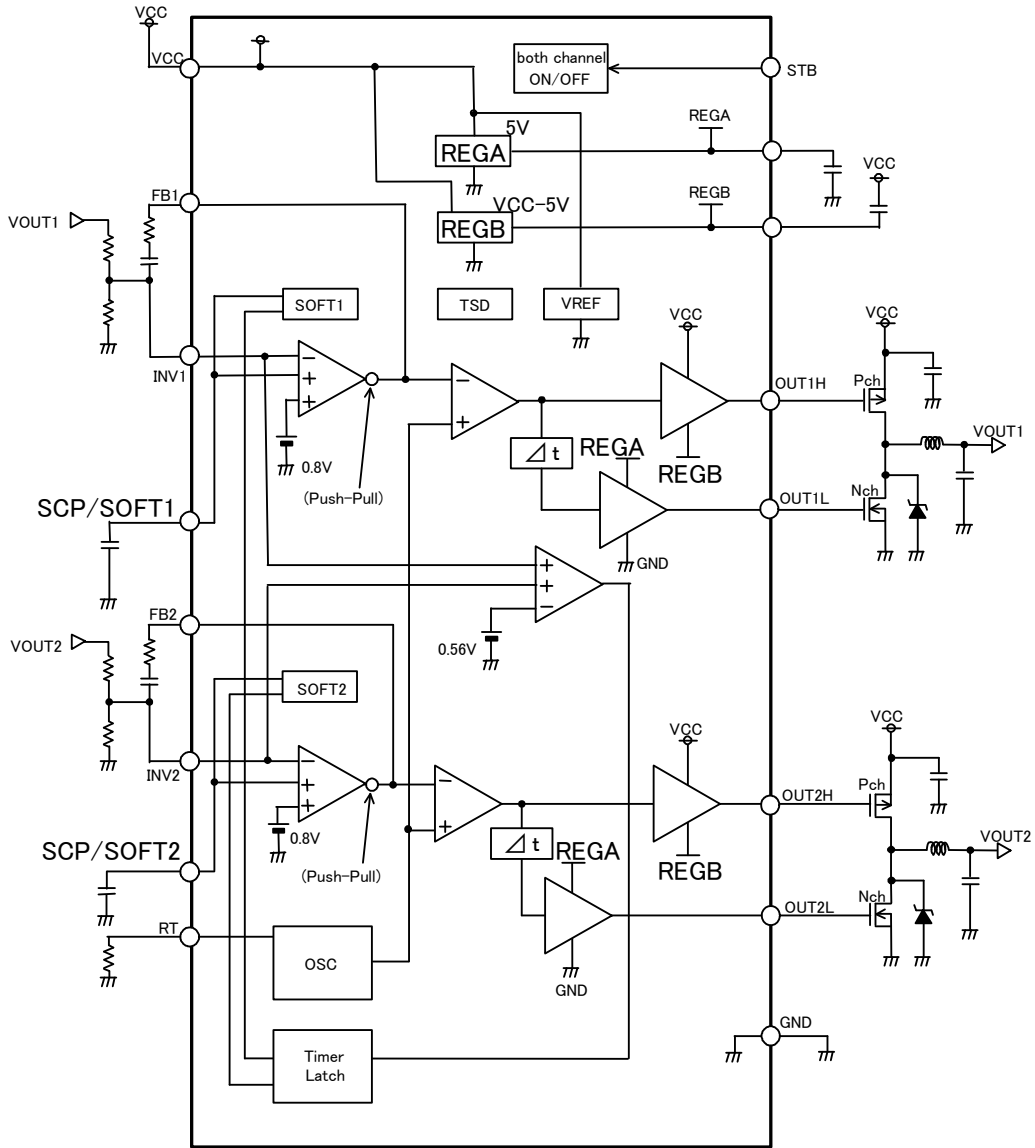 VCC
VCC
both channel
ON/OFF
STB
5V
REGA
REGA
VCC
FB1
VCC-5V
REGB
REGB
VOUT1
SOFT1
TSD
VREF
INV1
VCC
VCC
OUT1H
Pch
0.8V
(Push-Pull)
⊿t
REGA
REGB
VOUT1
SCP/SOFT1
OUT1L
Nch
GND
FB2
VOUT2
0.56V
SOFT2
INV2
VCC
VCC
OUT2H
Pch
0.8V
(Push-Pull)
⊿t
REGA
REGB
VOUT2
SCP/SOFT2
OUT2L
Nch
RT
OSC
GND
GND
Timer
Latch